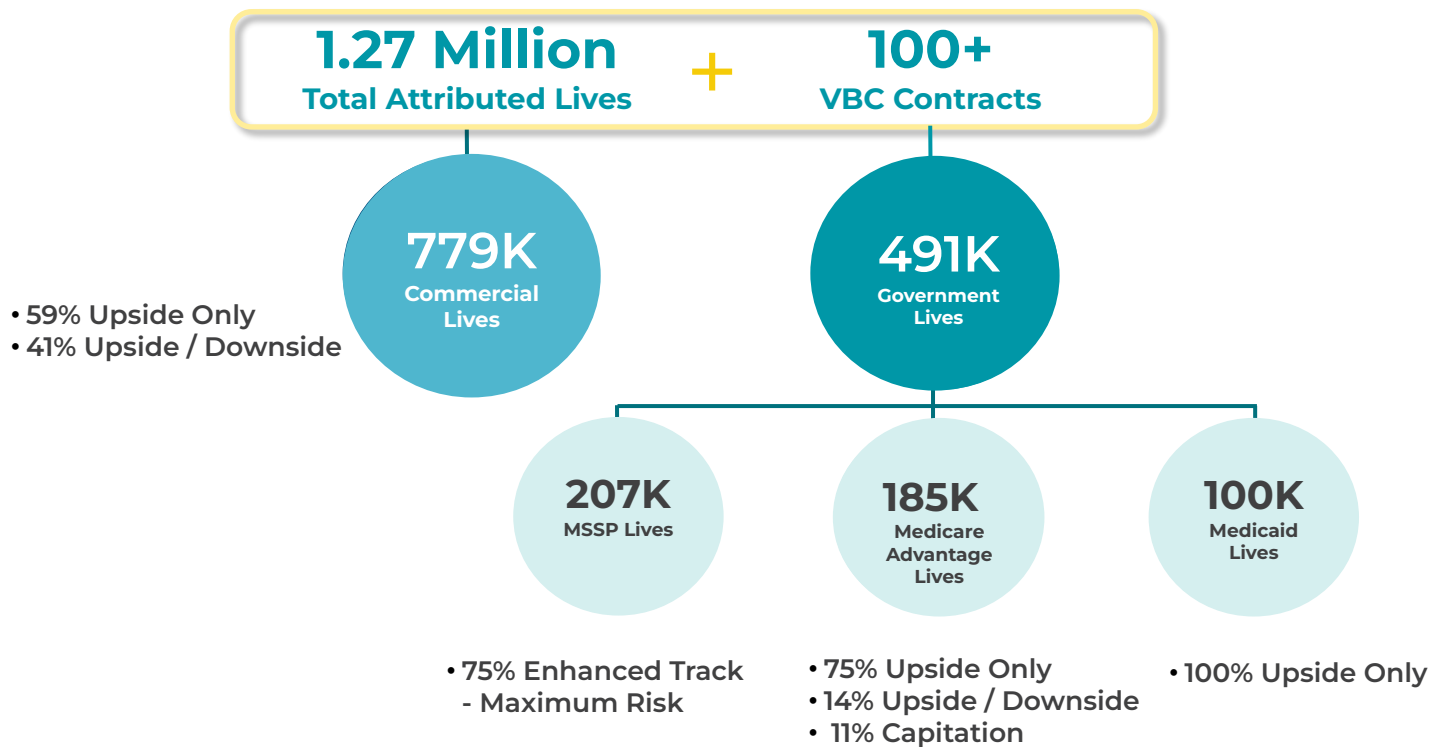 1.27 Million
Total Attributed Lives
+
100+
VBC Contracts
779K
Commercial
Lives
• 59% Upside Only
• 41% Upside / Downside
491K
Government
Lives
207K
MSSP Lives
185K
Medicare
Advantage
Lives
100K
Medicaid
Lives
• 75% Enhanced Track
- Maximum Risk
• 75% Upside Only
• 14% Upside / Downside
• 11% Capitation
• 100% Upside Only